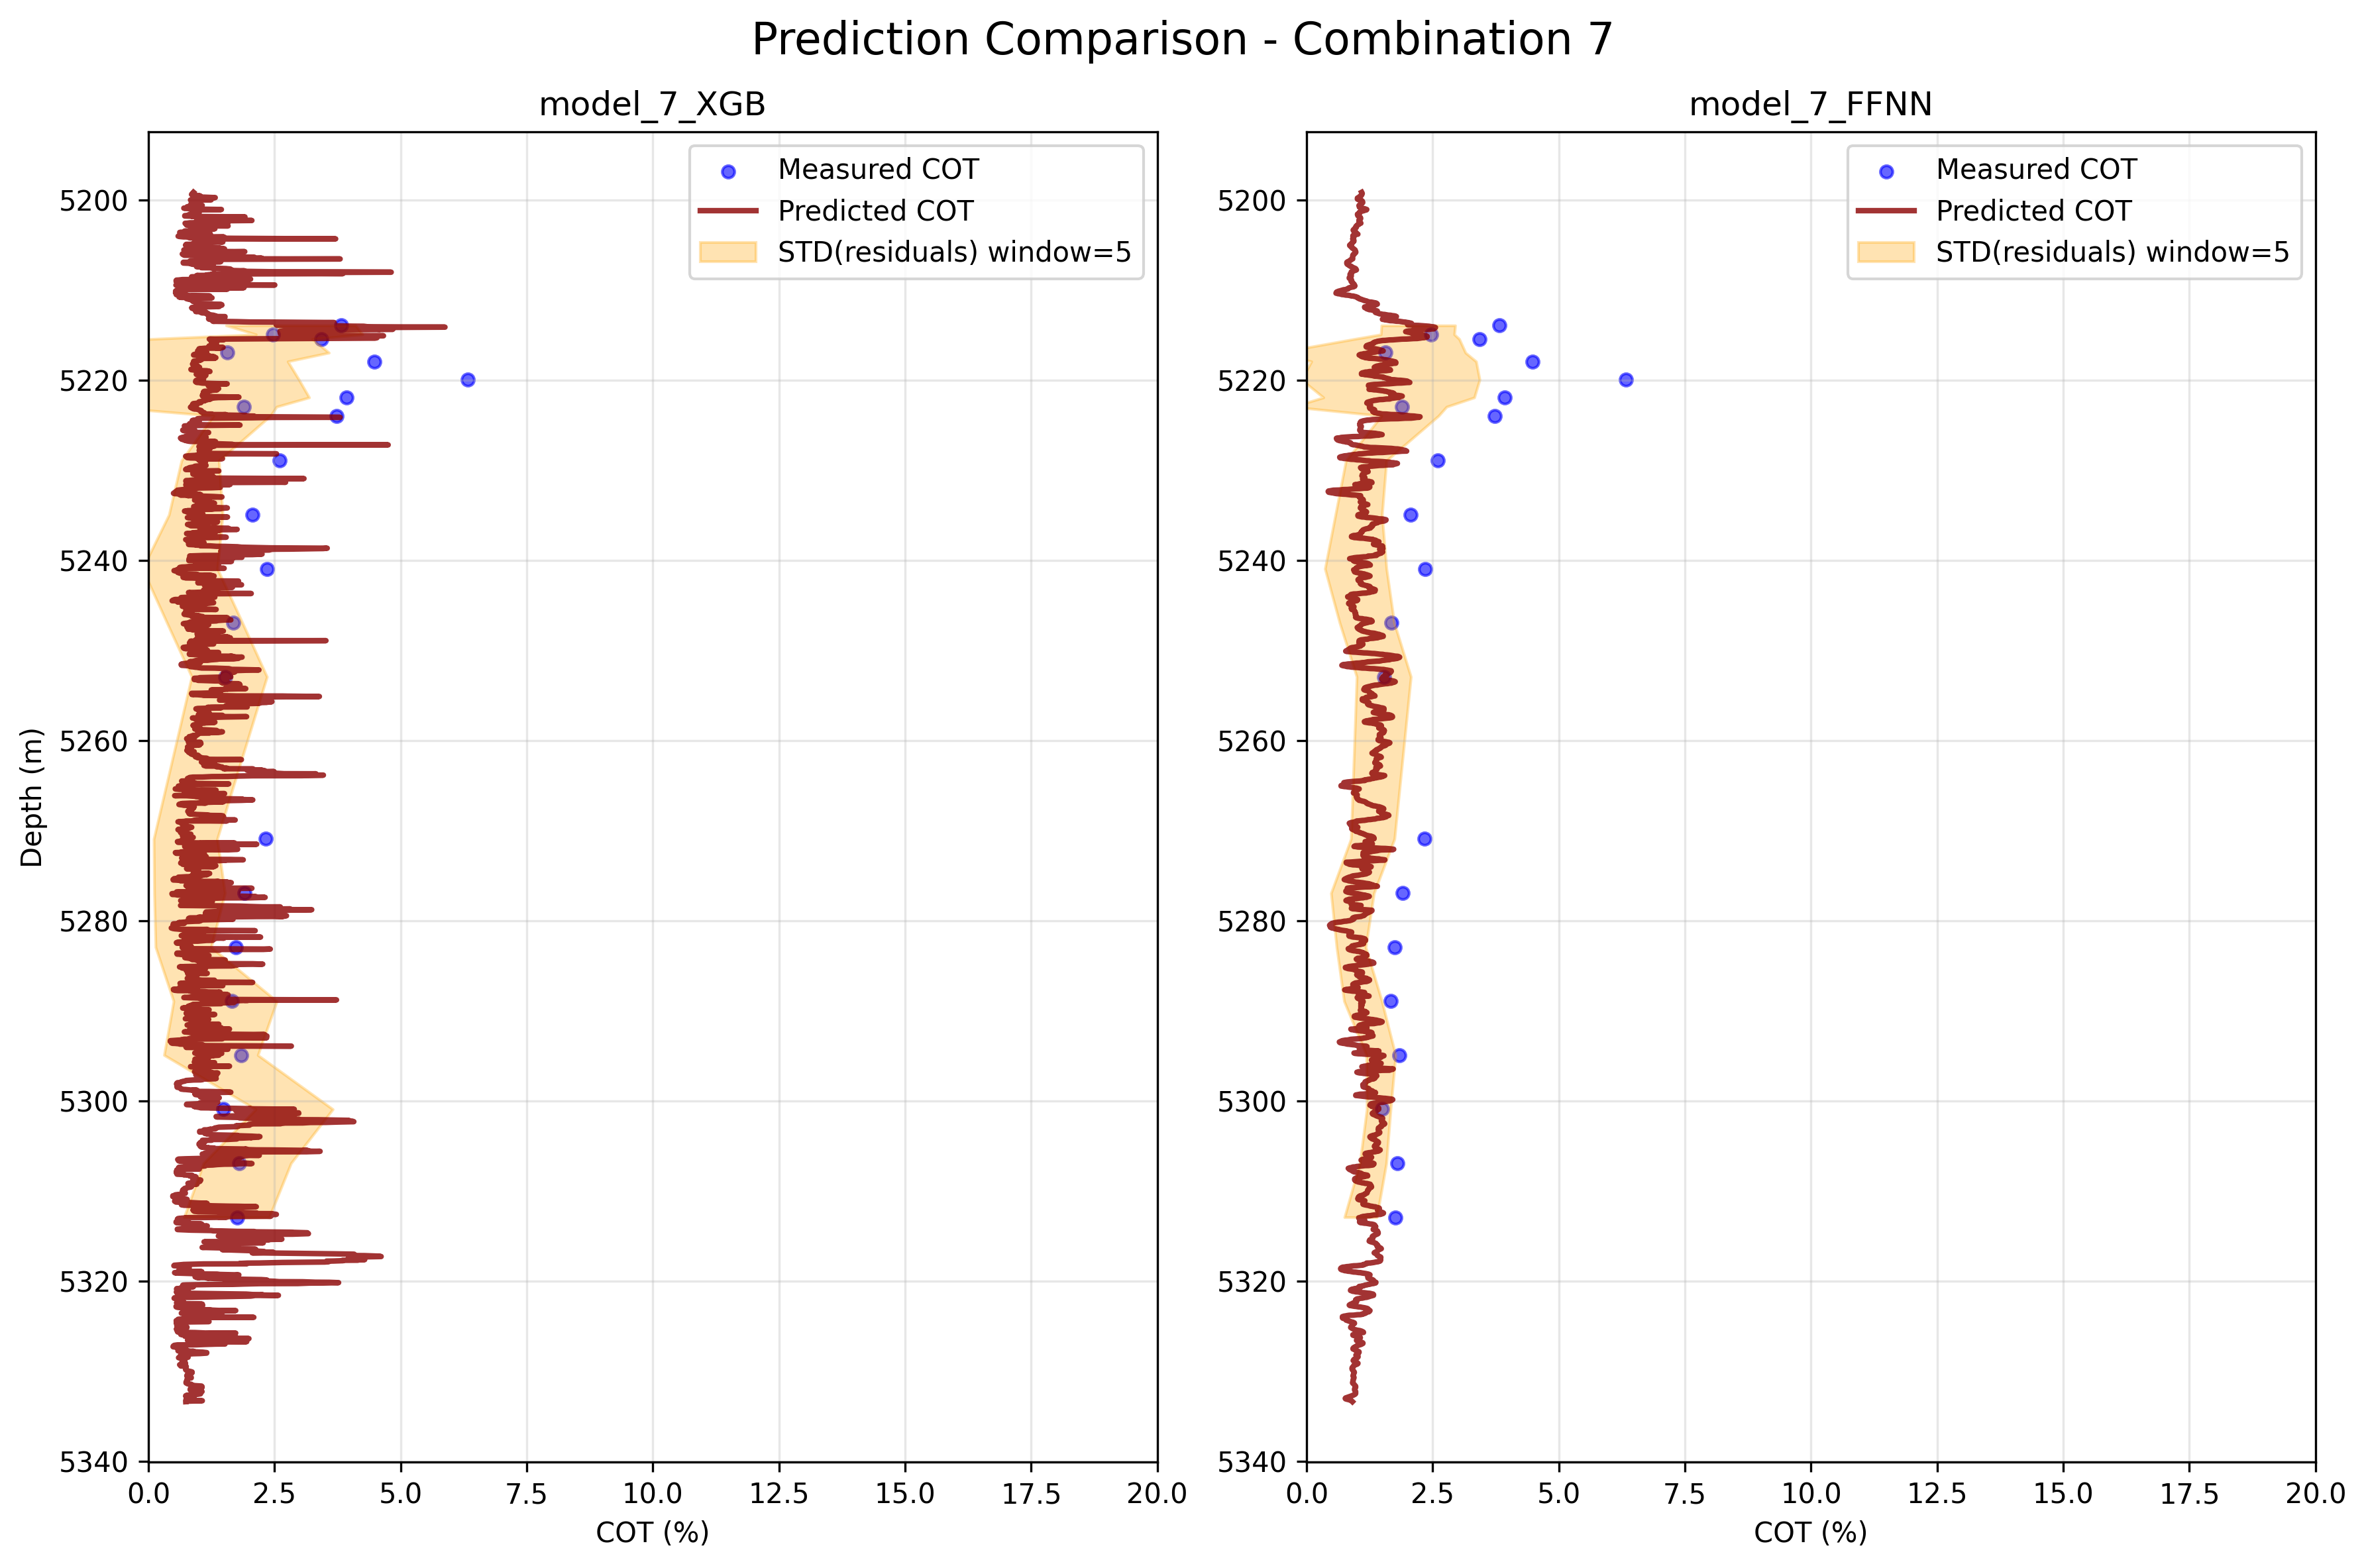 Prediction Comparison - Combination 7
model_7_XGB
Measured COT
Predicted COT
STD(residuals) window=5
5200
5220
5240
5260
5280
5300
5320
5340
Depth (m)
0.0 2.5 5.0 7.5 10.0 12.5 15.0 17.5 20.0
COT (%)
model_7_FFNN
Measured COT
Predicted COT
STD(residuals) window=5
5200
5220
5240
5260
5280
5300
5320
5340
0.0 2.5 5.0 7.5 10.0 12.5 15.0 17.5 20.0
COT (%)